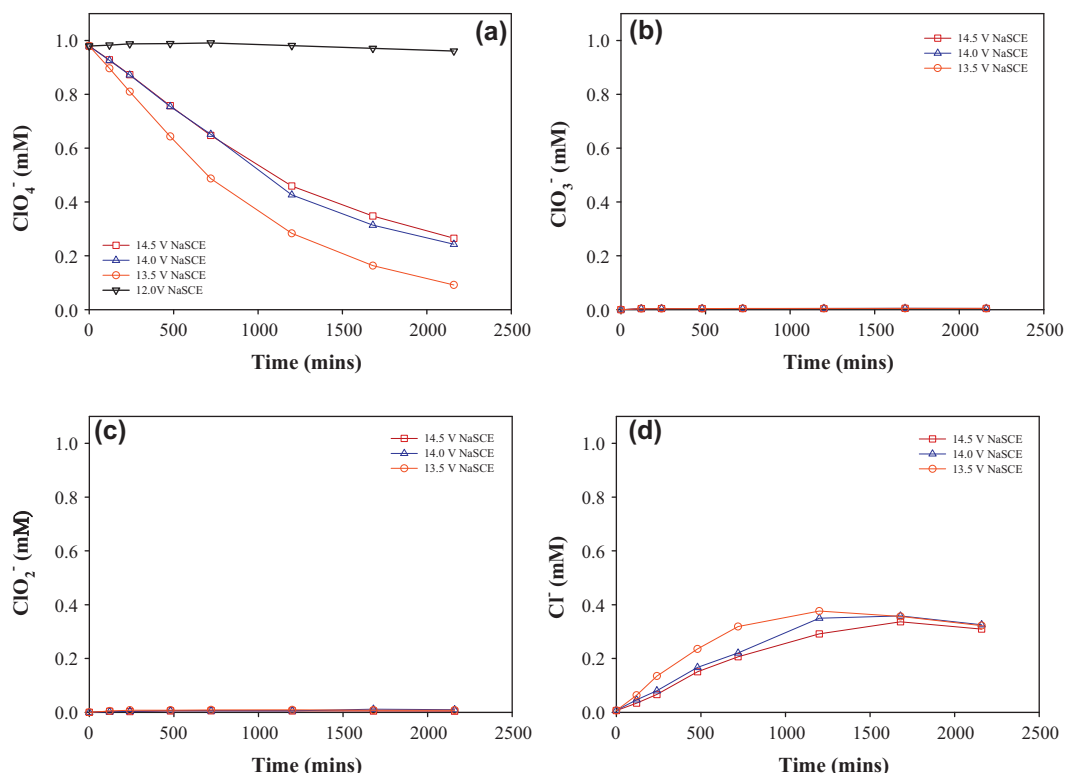 (a)
1.0
0.8
0.6
0.4
0.2
0.0
ClO4- (mM)
14.5 V NaSCE
14.0 V NaSCE
13.5 V NaSCE
12.0V NaSCE
0 500 1000 1500 2000 2500
Time (mins)
(b)
1.0
0.8
0.6
0.4
0.2
0.0
ClO3- (mM)
14.5 V NaSCE
14.0 V NaSCE
13.5 V NaSCE
0 500 1000 1500 2000 2500
Time (mins)
(c)
1.0
0.8
0.6
0.4
0.2
0.0
ClO2- (mM)
14.5 V NaSCE
14.0 V NaSCE
13.5 V NaSCE
0 500 1000 1500 2000 2500
Time (mins)
(d)
1.0
0.8
0.6
0.4
0.2
0.0
Cl- (mM)
14.5 V NaSCE
14.0 V NaSCE
13.5 V NaSCE
0 500 1000 1500 2000 2500
Time (mins)